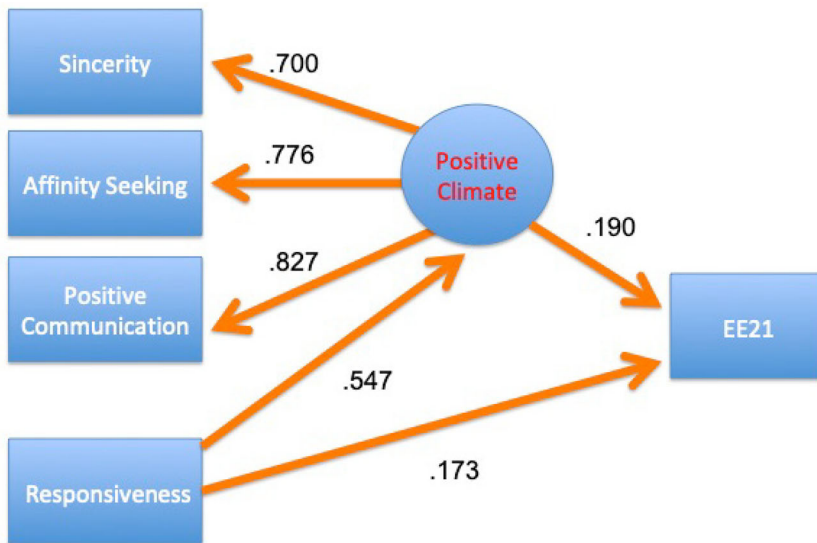 Sincerity
.700
Affinity Seeking
.776
Positive
Climate
.190
Positive
Communication
.827
EE21
.547
Responsiveness
.173